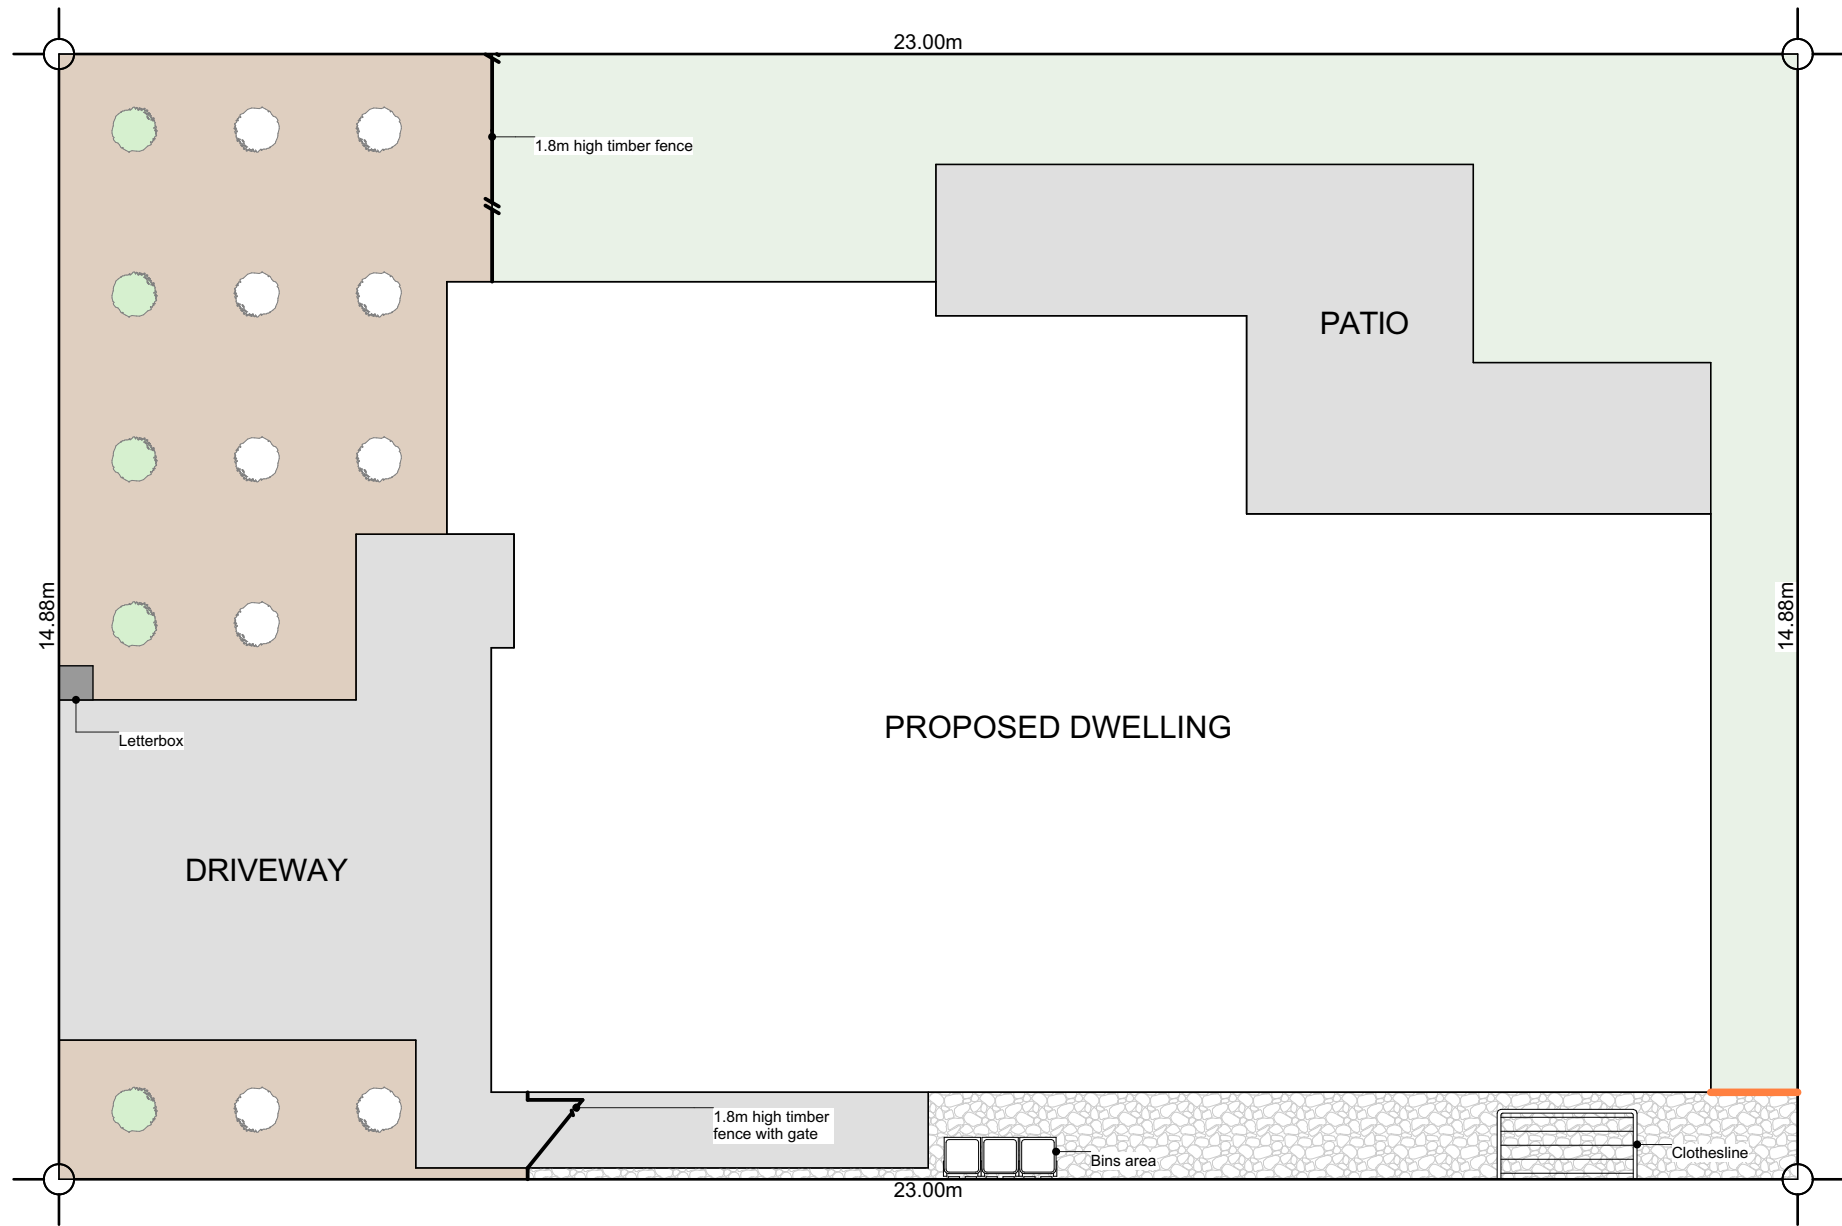 23.00m
1.8m high timber fence
PATIO
14.88m
14.88m
PROPOSED DWELLING
Letterbox
DRIVEWAY
1.8m high timber
fence with gate
Bins area
Clothesline
23.00m